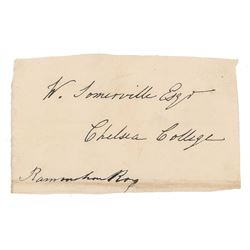 W. Somerville Esqr
Chelsea College
Rammohun Roy